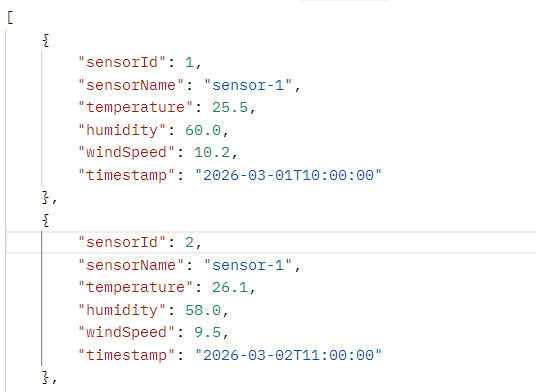 [
    {
        "sensorId": 1,
        "sensorName": "sensor-1",
        "temperature": 25.5,
        "humidity": 60.0,
        "windSpeed": 10.2,
        "timestamp": "2026-03-01T10:00:00"
    },
    {
        "sensorId": 2,
        "sensorName": "sensor-1",
        "temperature": 26.1,
        "humidity": 58.0,
        "windSpeed": 9.5,
        "timestamp": "2026-03-02T11:00:00"
    },